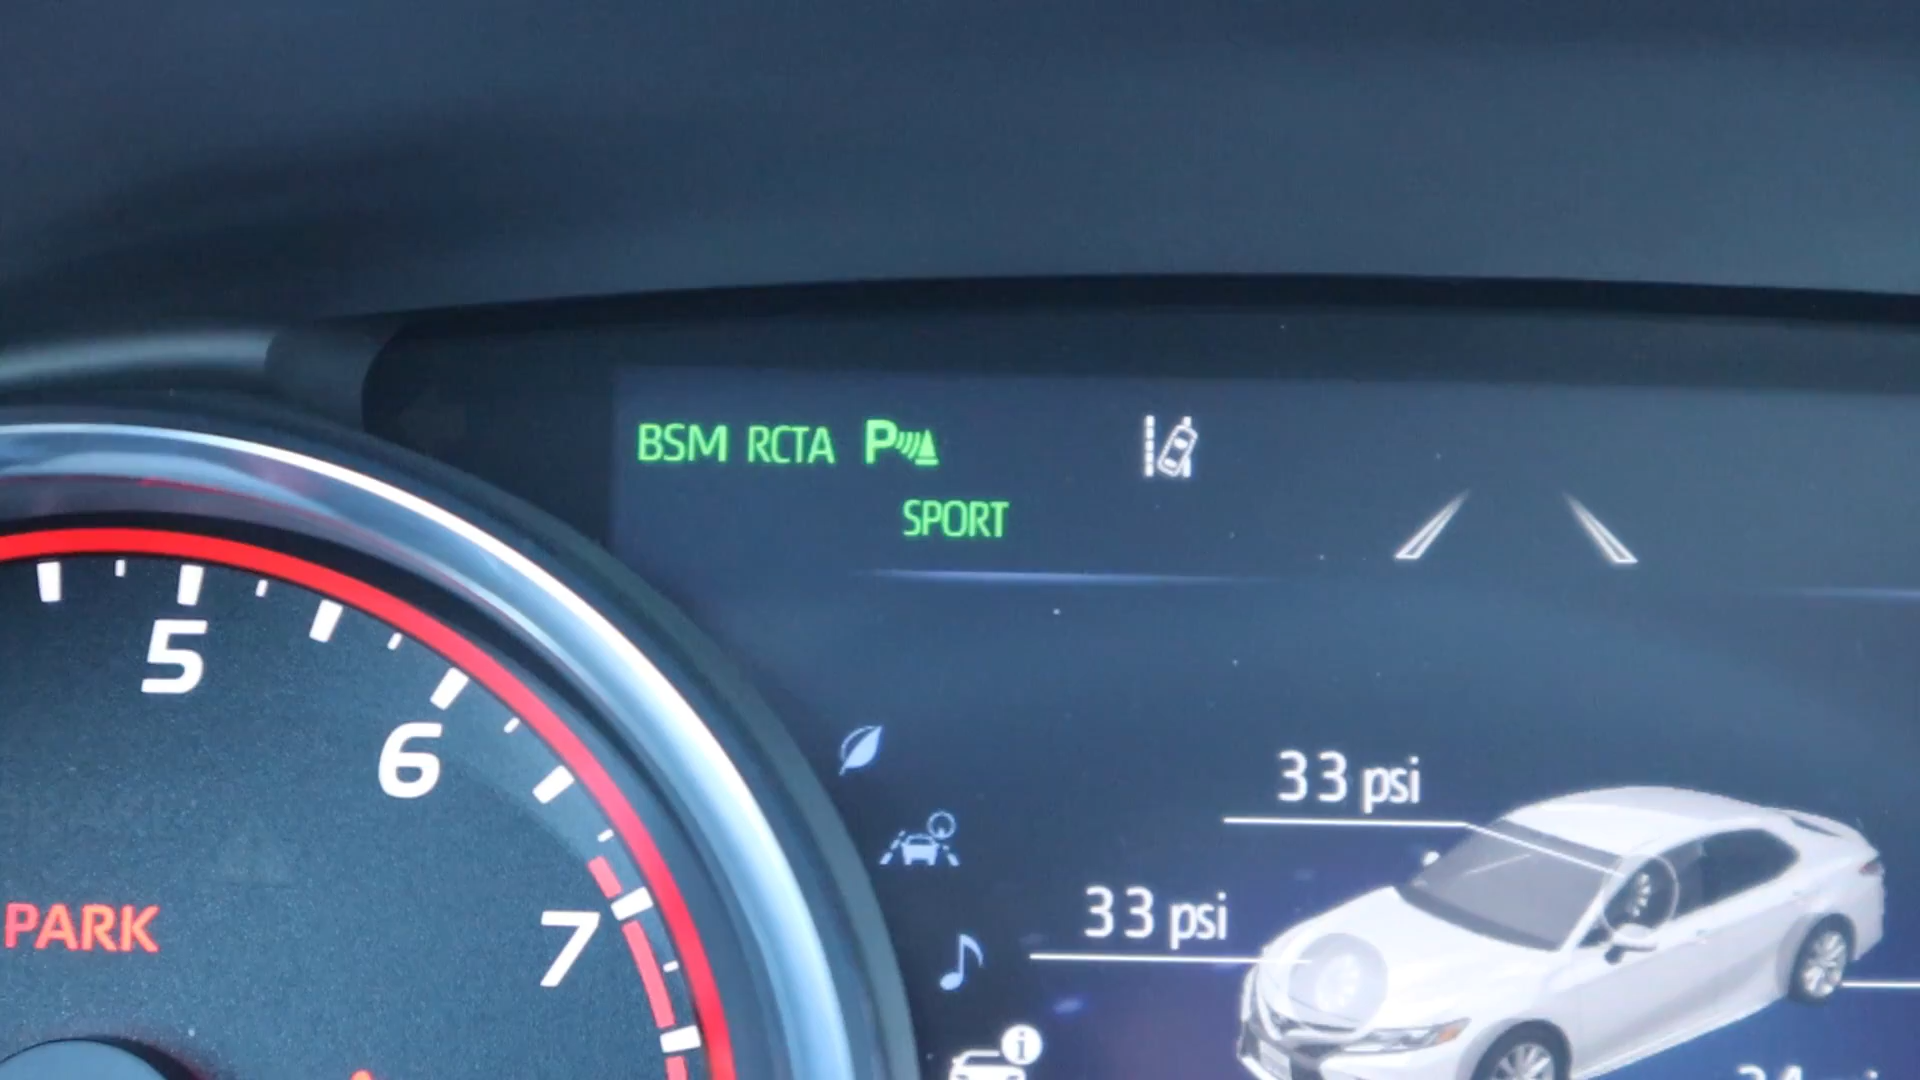 BSM RCTA P
SPORT
5
6
7
PARK
33 psi
33 psi
i